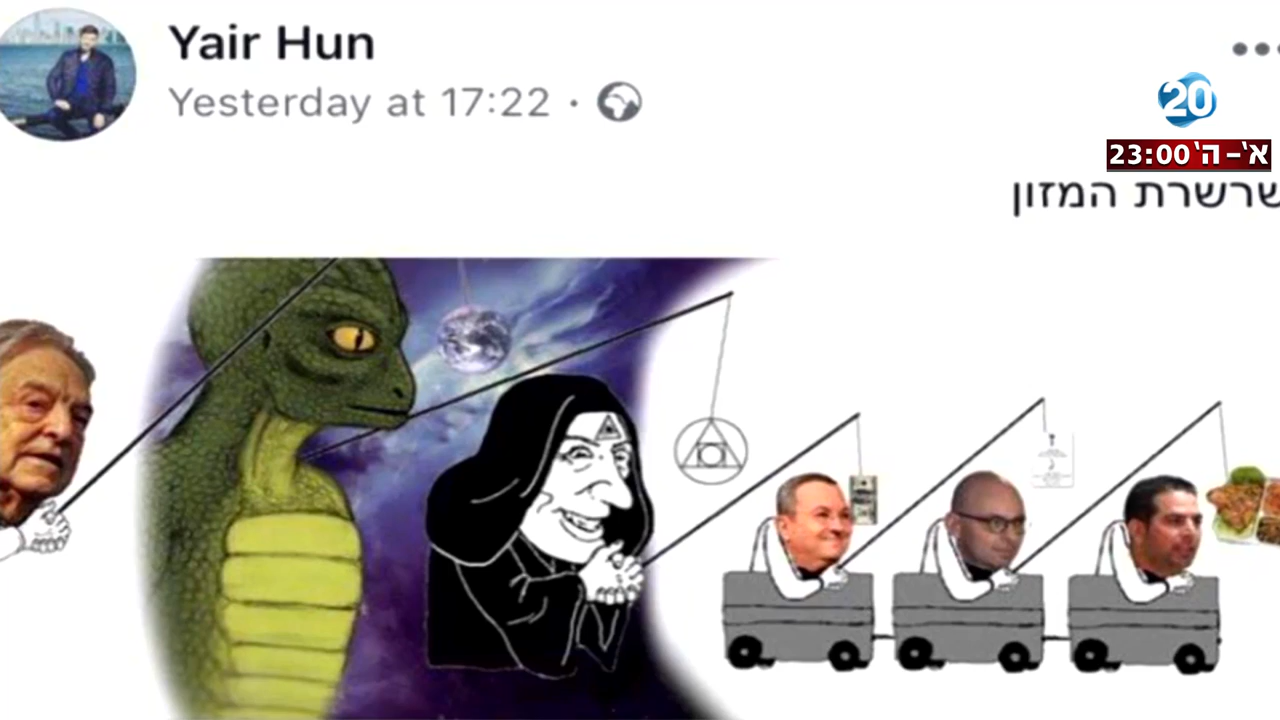 Yair Hun
Yesterday at 17:22 ·
20
א'-ה' 23:00
שרשרת המזון